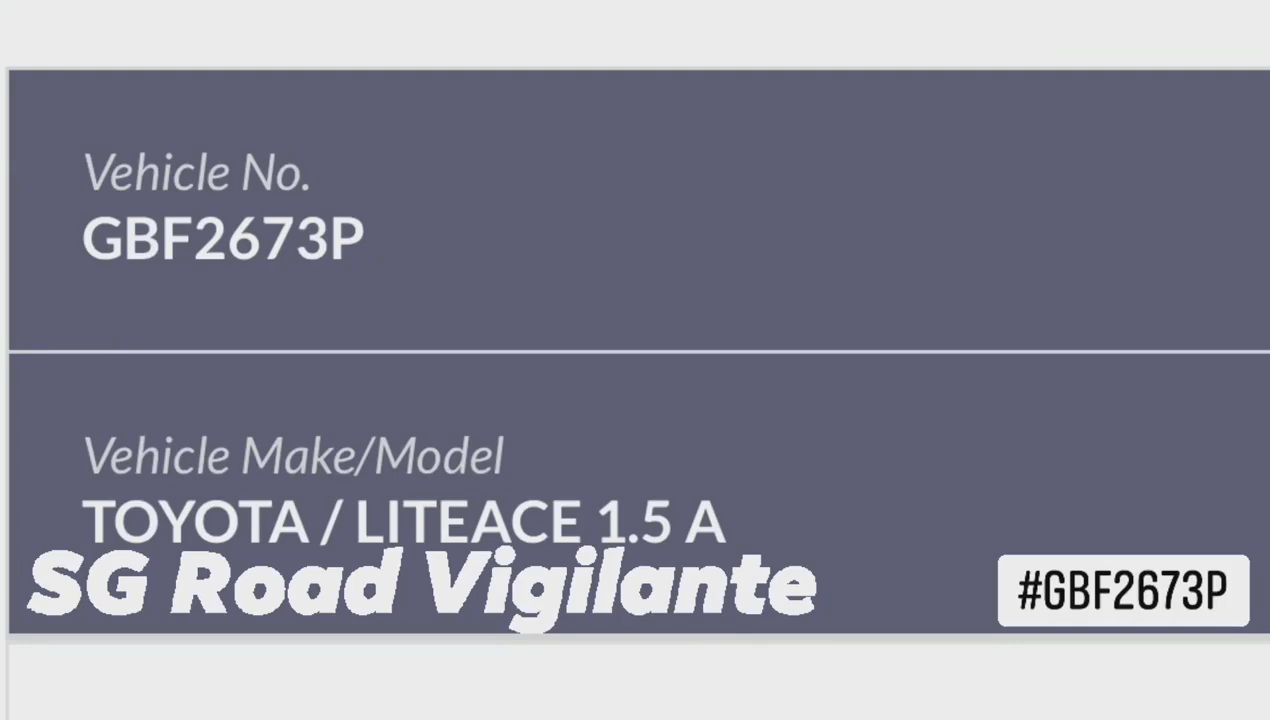 Vehicle No.
GBF2673P
Vehicle Make/Model
TOYOTA / LITEACE 1.5 A
SG Road Vigilante
#GBF2673P